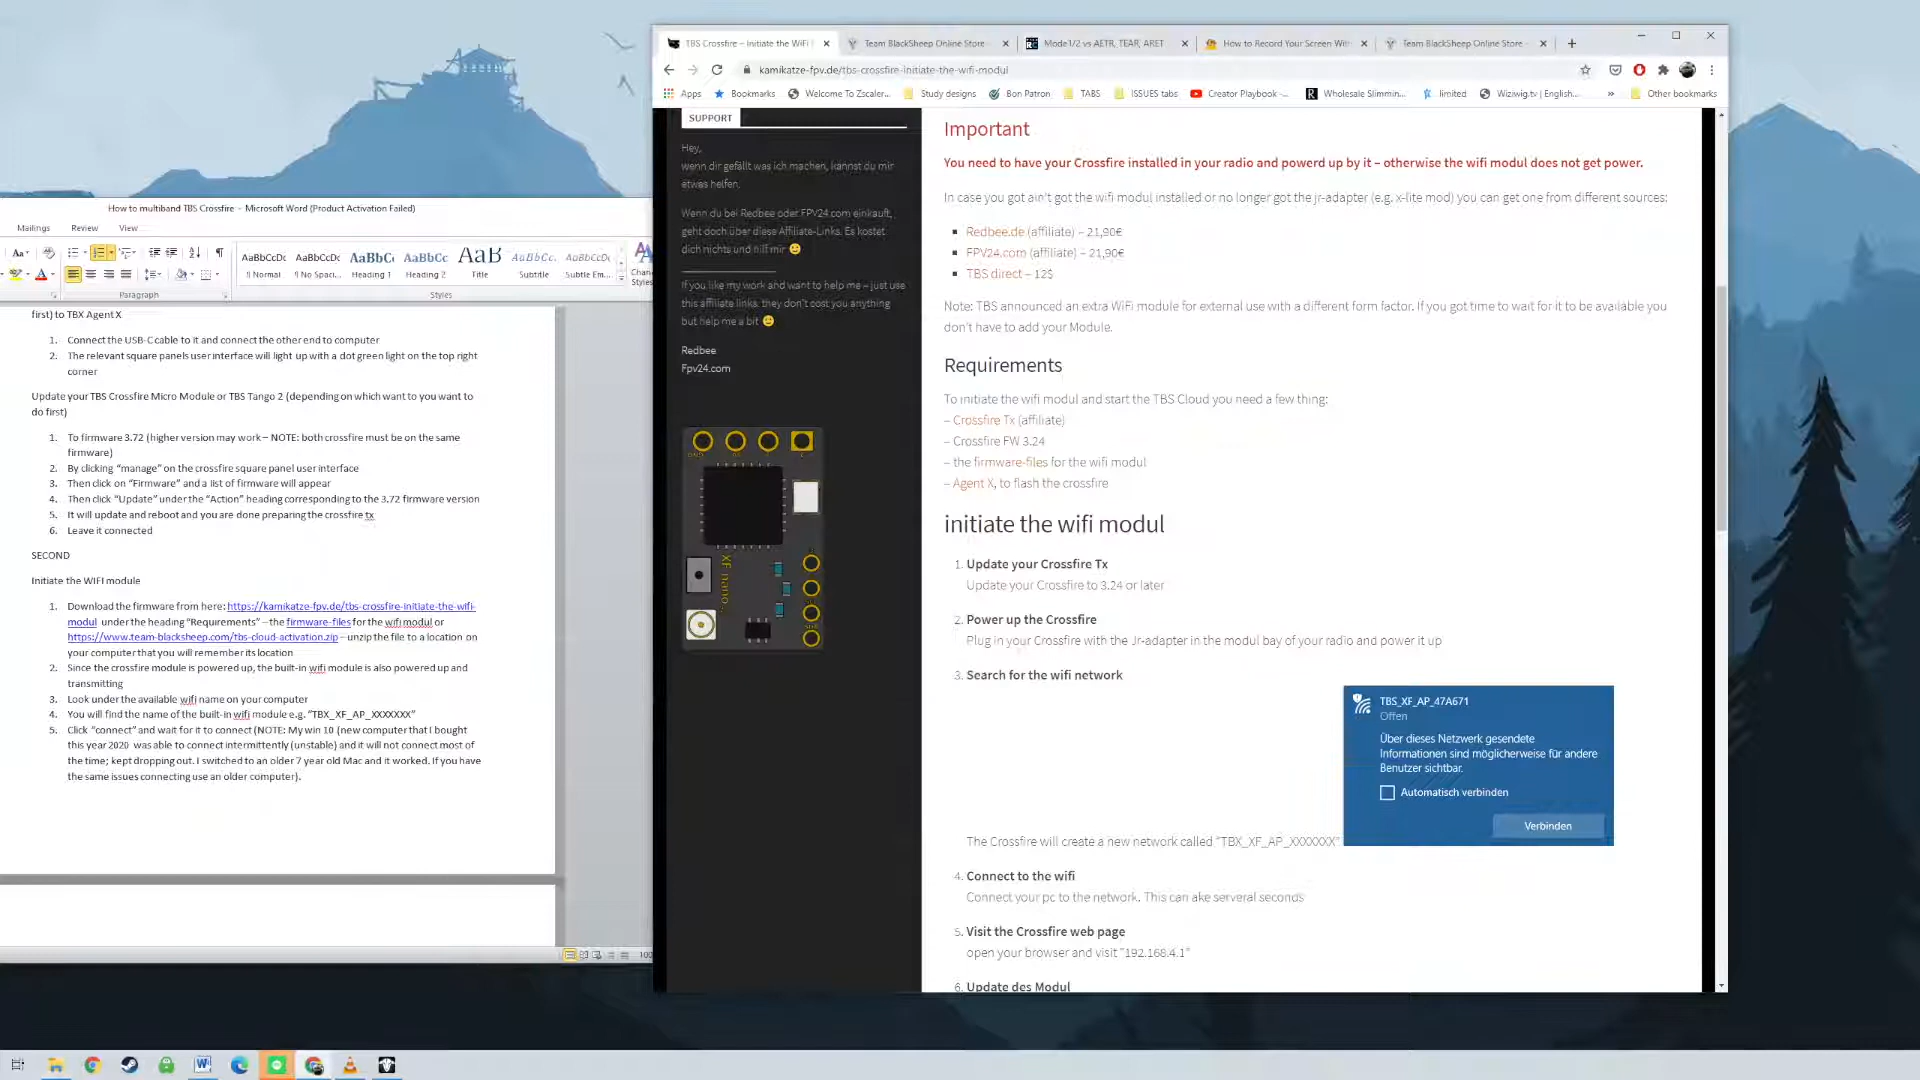 How to multiband TBS Crossfire - Microsoft Word (Product Activation Failed)
Mailings Review View
AaBbCcDc AaBbCcDc AaBbCc AaBbCc AaB AaBbCc. AaBbCcDc
¶ Normal ¶ No Spaci... Heading 1 Heading 2 Title Subtitle Subtle Em...
Styles
Paragraph Styles
first) to TBX Agent X
1. Connect the USB-C cable to it and connect the other end to computer
2. The relevant square panels user interface will light up with a dot green light on the top right
corner
Update your TBS Crossfire Micro Module or TBS Tango 2 (depending on which want to you want to
do first)
1. To firmware 3.72 (higher version may work – NOTE: both crossfire must be on the same
firmware)
2. By clicking "manage" on the crossfire square panel user interface
3. Then click on "Firmware" and a list of firmware will appear
4. Then click "Update" under the "Action" heading corresponding to the 3.72 firmware version
5. It will update and reboot and you are done preparing the crossfire tx
6. Leave it connected
SECOND
Initiate the WIFI module
1. Download the firmware from here: https://kamikatze-fpv.de/tbs-crossfire-initiate-the-wifi-
modul under the heading "Requirements" – the firmware-files for the wifi modul or
https://www.team-blacksheep.com/tbs-cloud-activation.zip – unzip the file to a location on
your computer that you will remember its location
2. Since the crossfire module is powered up, the built-in wifi module is also powered up and
transmitting
3. Look under the available wifi name on your computer
4. You will find the name of the built-in wifi module e.g. "TBX_XF_AP_XXXXXXX"
5. Click "connect" and wait for it to connect (NOTE: My win 10 (new computer that I bought
this year 2020 was able to connect intermittently (unstable) and it will not connect most of
the time; kept dropping out. I switched to an older 7 year old Mac and it worked. If you have
the same issues connecting use an older computer).
TBS Crossfire – Initiate the WiFi Team BlackSheep Online Store Mode 1/2 vs AETR, TEAR, ARET How to Record Your Screen With Team BlackSheep Online Store
kamikatze-fpv.de/tbs-crossfire-initiate-the-wifi-modul
Apps Bookmarks Welcome To Zscaler... Study designs Bon Patron TABS ISSUES tabs Creator Playbook -... Wholesale Slimmin... limited Wiziwig.tv | English... » Other bookmarks
SUPPORT
Hey,
wenn dir gefällt was ich machen, kannst du mir
etwas helfen.
Wenn du bei Redbee oder FPV24.com einkauft,
geht doch über diese Affiliate-Links. Es kostet
dich nichts und hilf mir
If you like my work and want to help me – just use
this affiliate links. they don't cost you anything
but help me a bit
Redbee
Fpv24.com
XF nano
Important
You need to have your Crossfire installed in your radio and powerd up by it – otherwise the wifi modul does not get power.
In case you got ain't got the wifi modul installed or no longer got the jr-adapter (e.g. x-lite mod) you can get one from different sources:
▪ Redbee.de (affiliate) – 21,90€
▪ FPV24.com (affiliate) – 21,90€
▪ TBS direct – 12$
Note: TBS announced an extra WiFi module for external use with a different form factor. If you got time to wait for it to be available you
don't have to add your Module.
Requirements
To initiate the wifi modul and start the TBS Cloud you need a few thing:
– Crossfire Tx (affiliate)
– Crossfire FW 3.24
– the firmware-files for the wifi modul
– Agent X, to flash the crossfire
initiate the wifi modul
1. Update your Crossfire Tx
Update your Crossfire to 3.24 or later
2. Power up the Crossfire
Plug in your Crossfire with the Jr-adapter in the modul bay of your radio and power it up
3. Search for the wifi network
TBS_XF_AP_47A671
Offen
Über dieses Netzwerk gesendete
Informationen sind möglicherweise für andere
Benutzer sichtbar.
Automatisch verbinden
Verbinden
The Crossfire will create a new network called "TBX_XF_AP_XXXXXXX"
4. Connect to the wifi
Connect your pc to the network. This can ake serveral seconds
5. Visit the Crossfire web page
open your browser and visit "192.168.4.1"
6. Update des Modul